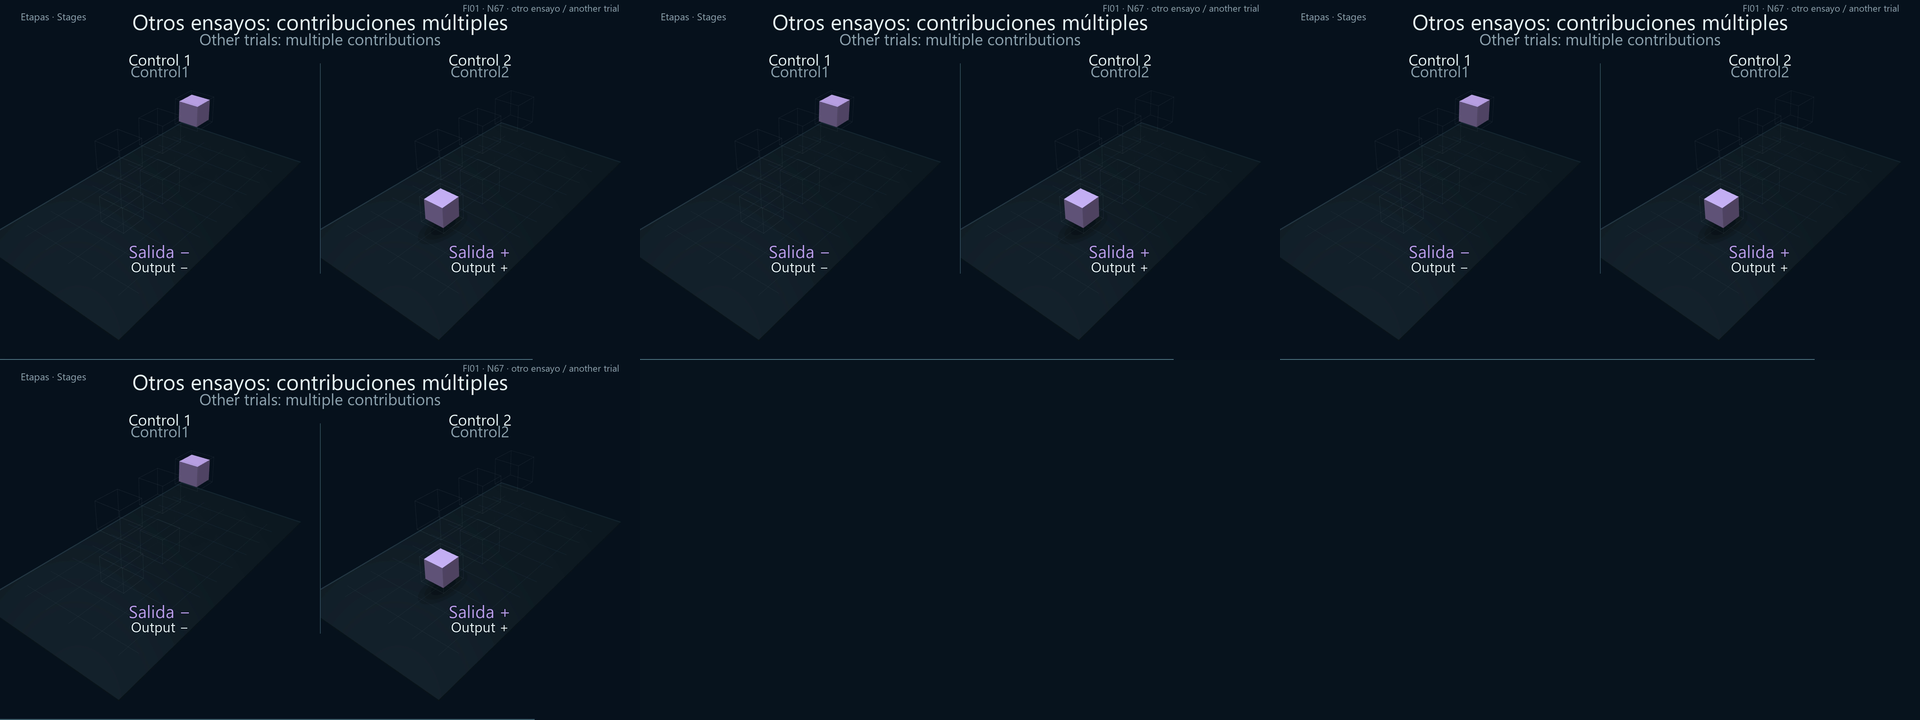 FI01 · N67 · otro ensayo / another trial
Etapas · Stages
Otros ensayos: contribuciones múltiples
Other trials: multiple contributions
Control 1
Control1
Control 2
Control2
Salida −
Output −
Salida +
Output +
FI01 · N67 · otro ensayo / another trial
Etapas · Stages
Otros ensayos: contribuciones múltiples
Other trials: multiple contributions
Control 1
Control1
Control 2
Control2
Salida −
Output −
Salida +
Output +
FI01 · N67 · otro ensayo / another trial
Etapas · Stages
Otros ensayos: contribuciones múltiples
Other trials: multiple contributions
Control 1
Control1
Control 2
Control2
Salida −
Output −
Salida +
Output +
FI01 · N67 · otro ensayo / another trial
Etapas · Stages
Otros ensayos: contribuciones múltiples
Other trials: multiple contributions
Control 1
Control1
Control 2
Control2
Salida −
Output −
Salida +
Output +